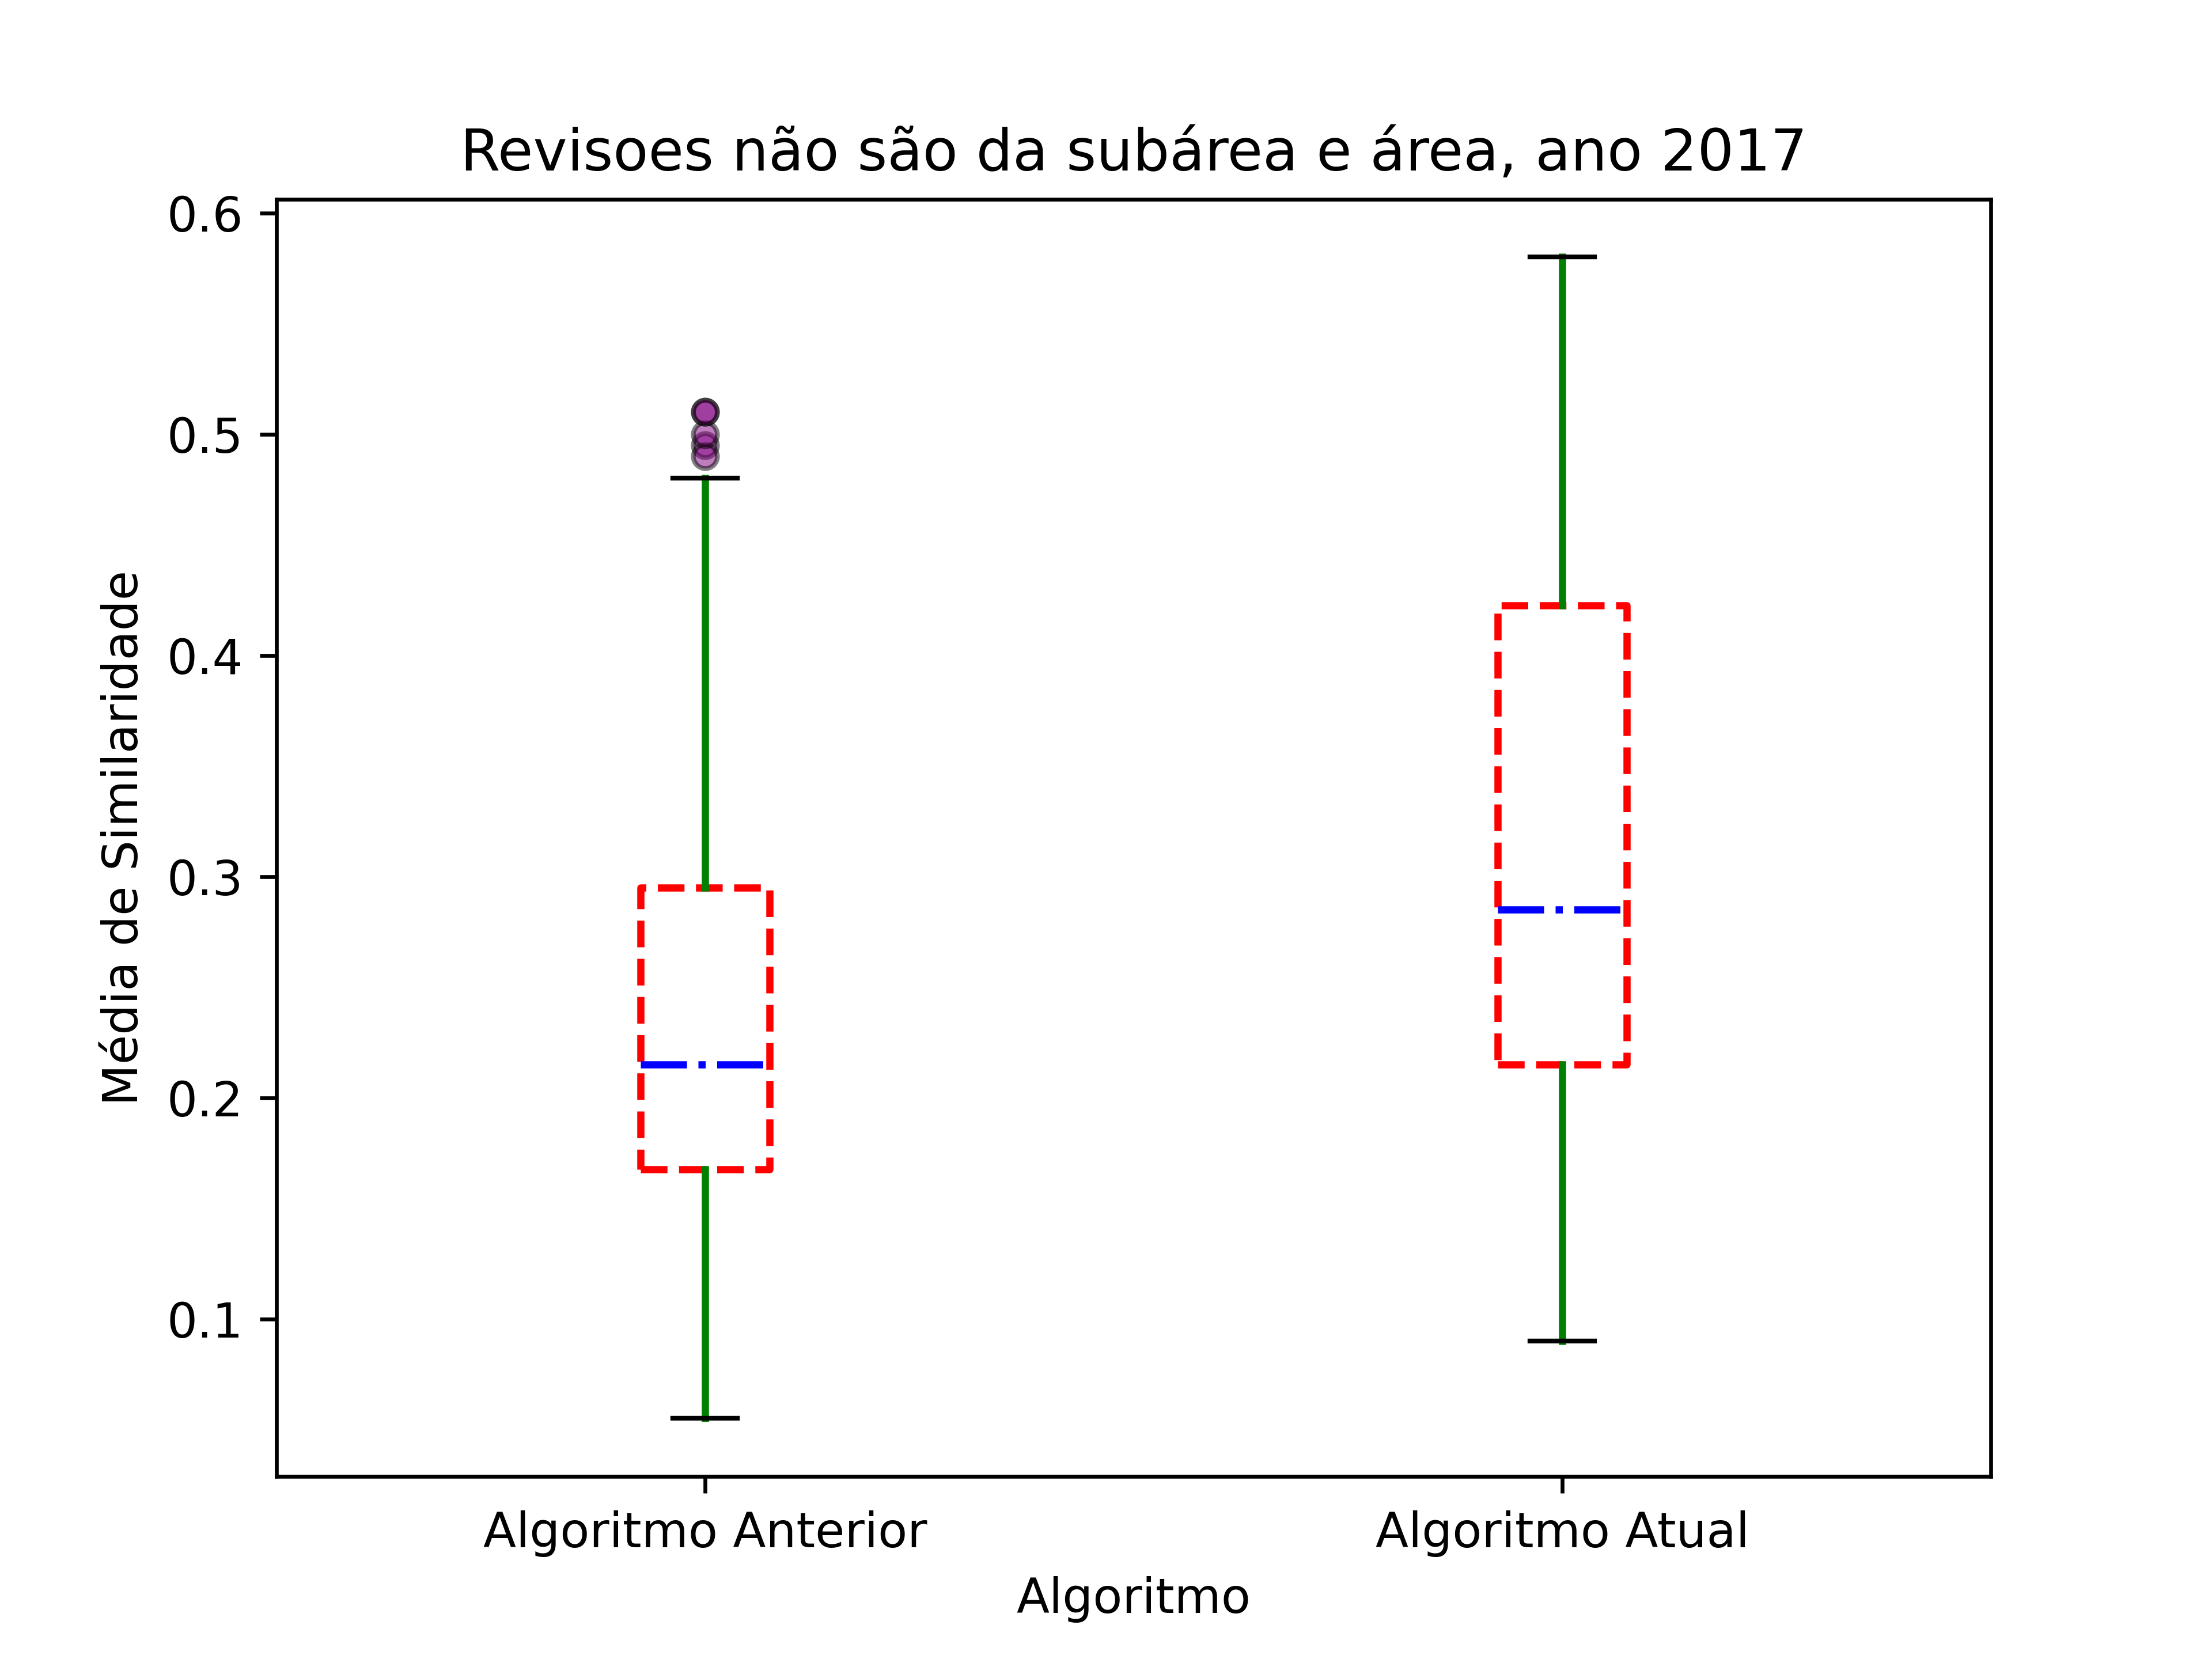 Revisoes não são da subárea e área, ano 2017
0.6
0.5
0.4
0.3
0.2
0.1
Média de Similaridade
Algoritmo Anterior
Algoritmo Atual
Algoritmo